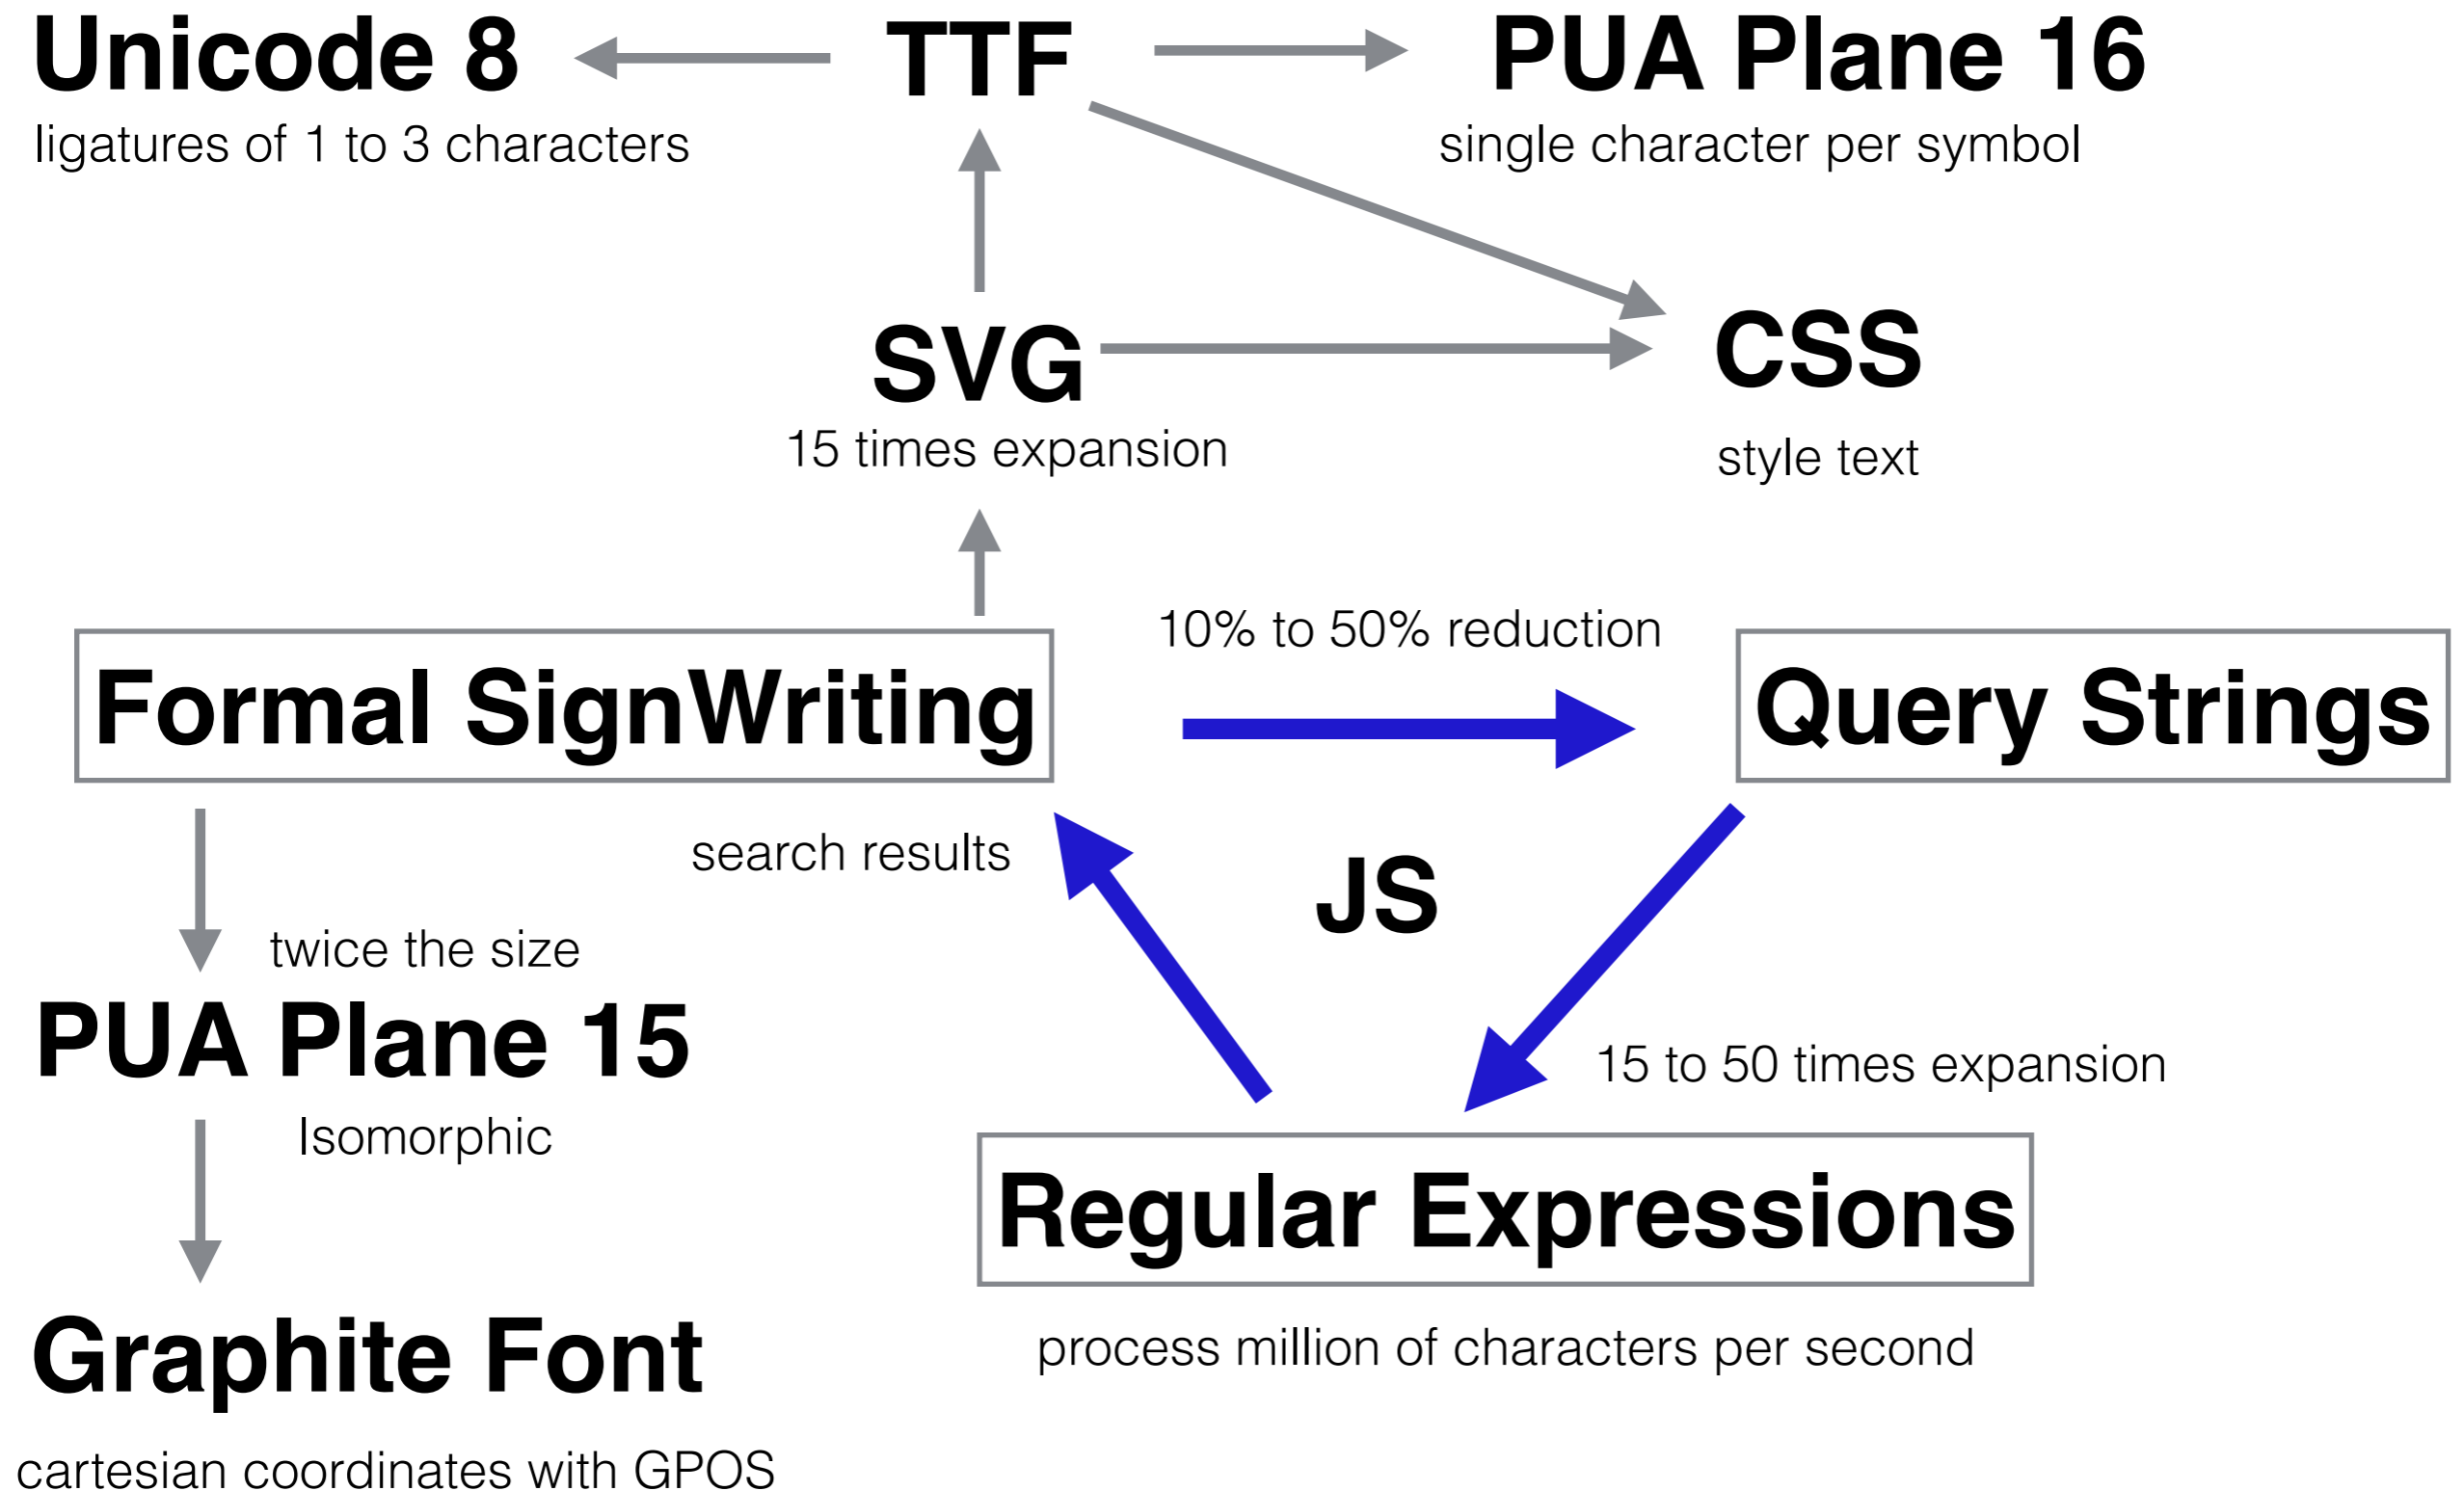 Unicode 8
TTF
PUA Plane 16
ligatures of 1 to 3 characters
single character per symbol
SVG
CSS
15 times expansion
style text
10% to 50% reduction
Formal SignWriting
Query Strings
search results
JS
twice the size
PUA Plane 15
15 to 50 times expansion
Isomorphic
Regular Expressions
Graphite Font
process million of characters per second
cartesian coordinates with GPOS